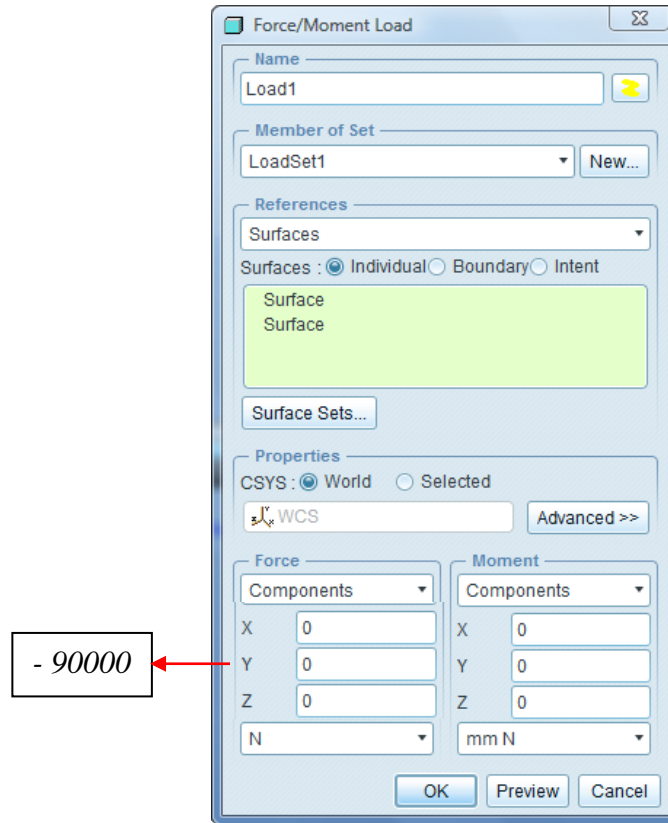 Force/Moment Load
Name
Load1
Member of Set
LoadSet1 New...
References
Surfaces
Surfaces : Individual Boundary Intent
Surface
Surface
Surface Sets...
Properties
CSYS : World Selected
WCS Advanced >>
Force Moment
Components Components
X 0 X 0
- 90000 Y 0 Y 0
Z 0 Z 0
N mm N
OK Preview Cancel